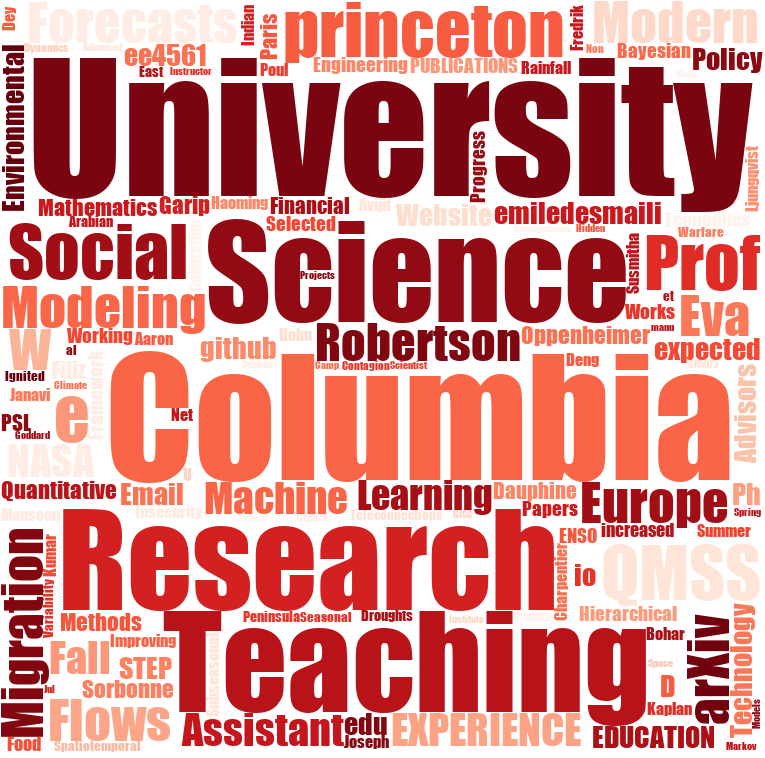 Dey
Forecasts
Indian
Paris
princeton
Fredrik
Modern
Dynamics
Advanced
ee4561
East
Instructor
Poul
Engineering
PUBLICATIONS
Rainfall
Non
Bayesian
Policy
Environmental
University
Progress
Ljungqvist
Mathematics
Garip
Haoming
Financial
Avipit
Website
emiledesmaili
Economics
Arabian
Selected
Hidden
Warfare
Social
Science
Susmitha
Prof
Projects
Modeling
et
Works
Eva
manu
W
Working
Aaron
al
github
Holm
Robertson
Oppenheimer
expected
Ignited
Filiz
Climate
Camp
Contagion
Scientist
Deng
Janavi
e
Framework
Columbia
Advisors
PSL
Net
Goddard
NASA
U
Quantitative
Email
Machine
Learning
Dauphine
Europe
Ph
Monsoon
Insecurity
Teleconnections
Papers
Spring
increased
Summer
Migration
Kumar
Research
ENSO
Charpentier
io
QMSS
Variability
Methods
Peninsula
Seasonal
Droughts
Institute
Hierarchical
Improving
Teaching
Bohar
arXiv
Technology
Fall
STEP
Subseasonal
Space
Jul
Sorbonne
D
Kaplan
Models
Flows
Assistant
edu
EXPERIENCE
EDUCATION
Food
Spatiotemporal
Joseph
Markov